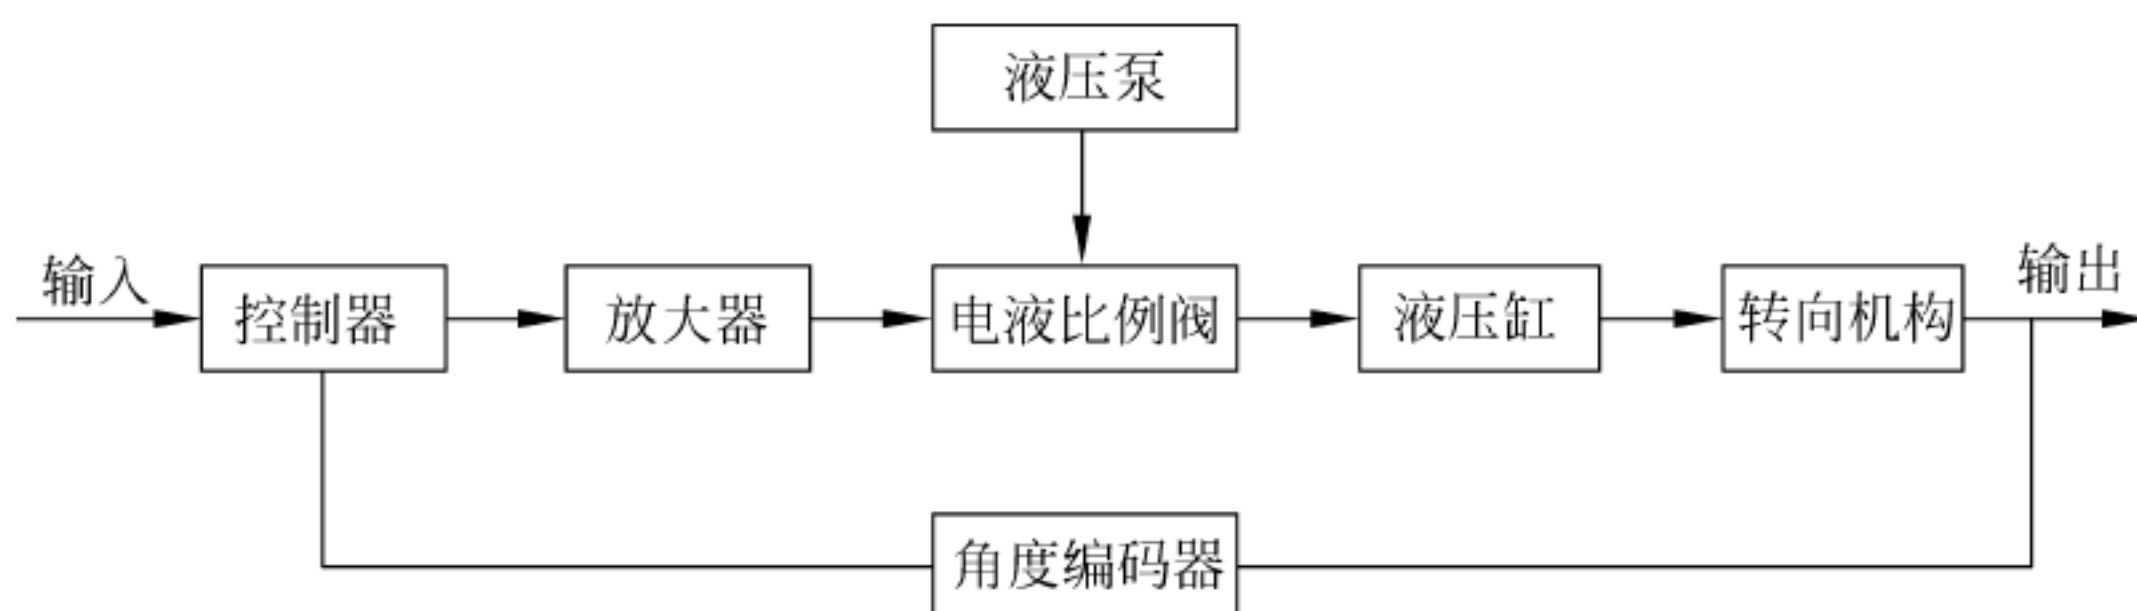 液压泵
输入
控制器
放大器
电液比例阀
液压缸
转向机构
输出
角度编码器